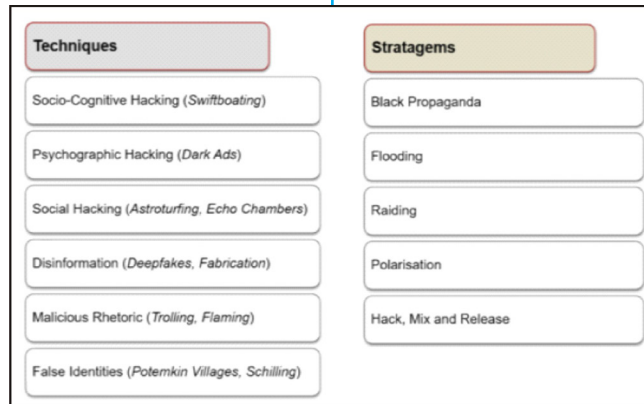 Techniques
Socio-Cognitive Hacking (Swiftboating)
Psychographic Hacking (Dark Ads)
Social Hacking (Astroturfing, Echo Chambers)
Disinformation (Deepfakes, Fabrication)
Malicious Rhetoric (Trolling, Flaming)
False Identities (Potemkin Villages, Schilling)
Stratagems
Black Propaganda
Flooding
Raiding
Polarisation
Hack, Mix and Release